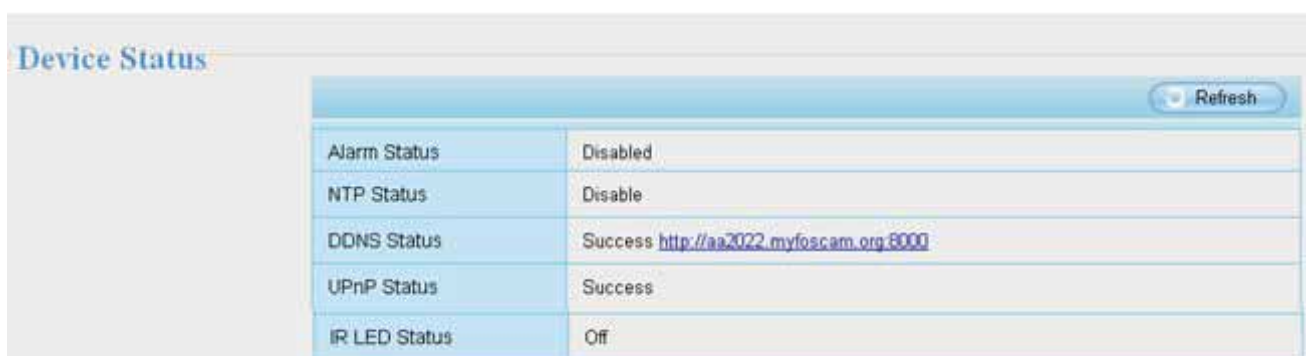 Device Status
Refresh
Alarm Status Disabled
NTP Status Disable
DDNS Status Success http://aa2022.myfoscam.org:8000
UPnP Status Success
IR LED Status Off